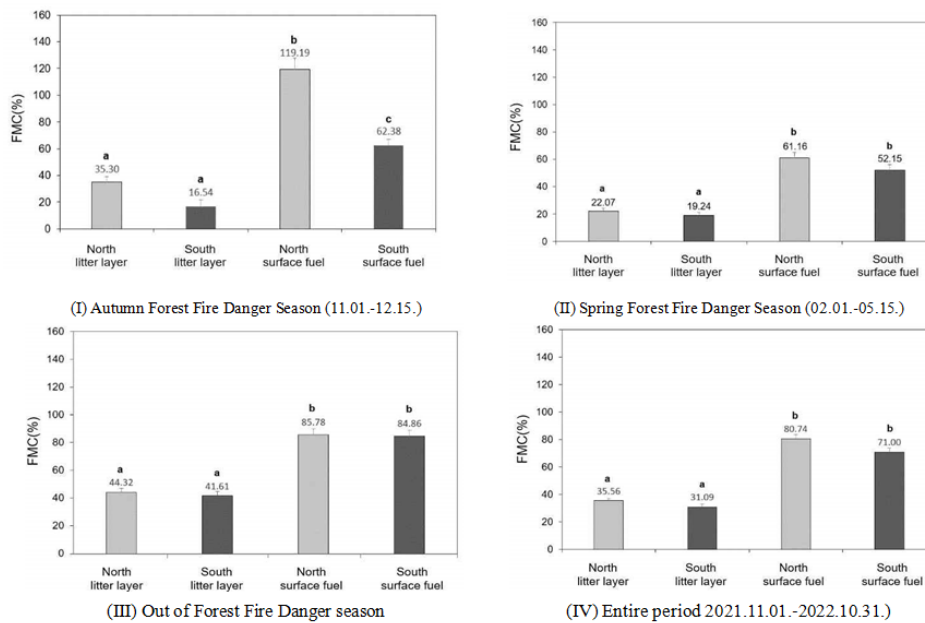 160
140
120
100
80
60
40
20
0
FMC(%)
a
35.30
a
16.54
b
119.19
c
62.38
North
litter layer
South
litter layer
North
surface fuel
South
surface fuel
(I) Autumn Forest Fire Danger Season (11.01.-12.15.)
160
140
120
100
80
60
40
20
0
FMC(%)
a
22.07
a
19.24
b
61.16
b
52.15
North
litter layer
South
litter layer
North
surface fuel
South
surface fuel
(II) Spring Forest Fire Danger Season (02.01.-05.15.)
160
140
120
100
80
60
40
20
0
FMC(%)
a
44.32
a
41.61
b
85.78
b
84.86
North
litter layer
South
litter layer
North
surface fuel
South
surface fuel
(III) Out of Forest Fire Danger season
160
140
120
100
80
60
40
20
0
FMC(%)
a
35.56
a
31.09
b
80.74
b
71.00
North
litter layer
South
litter layer
North
surface fuel
South
surface fuel
(IV) Entire period 2021.11.01.-2022.10.31.)